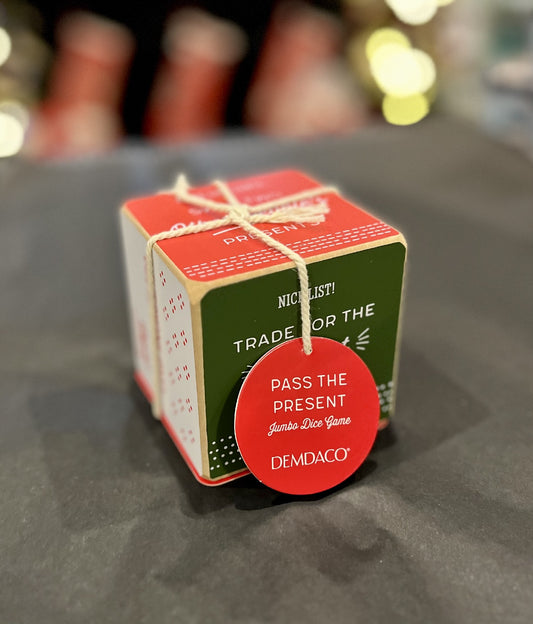 PRESENTS
NICE LIST!
TRADE FOR THE
PASS THE
PRESENT
Jumbo Dice Game
DEMDACO®